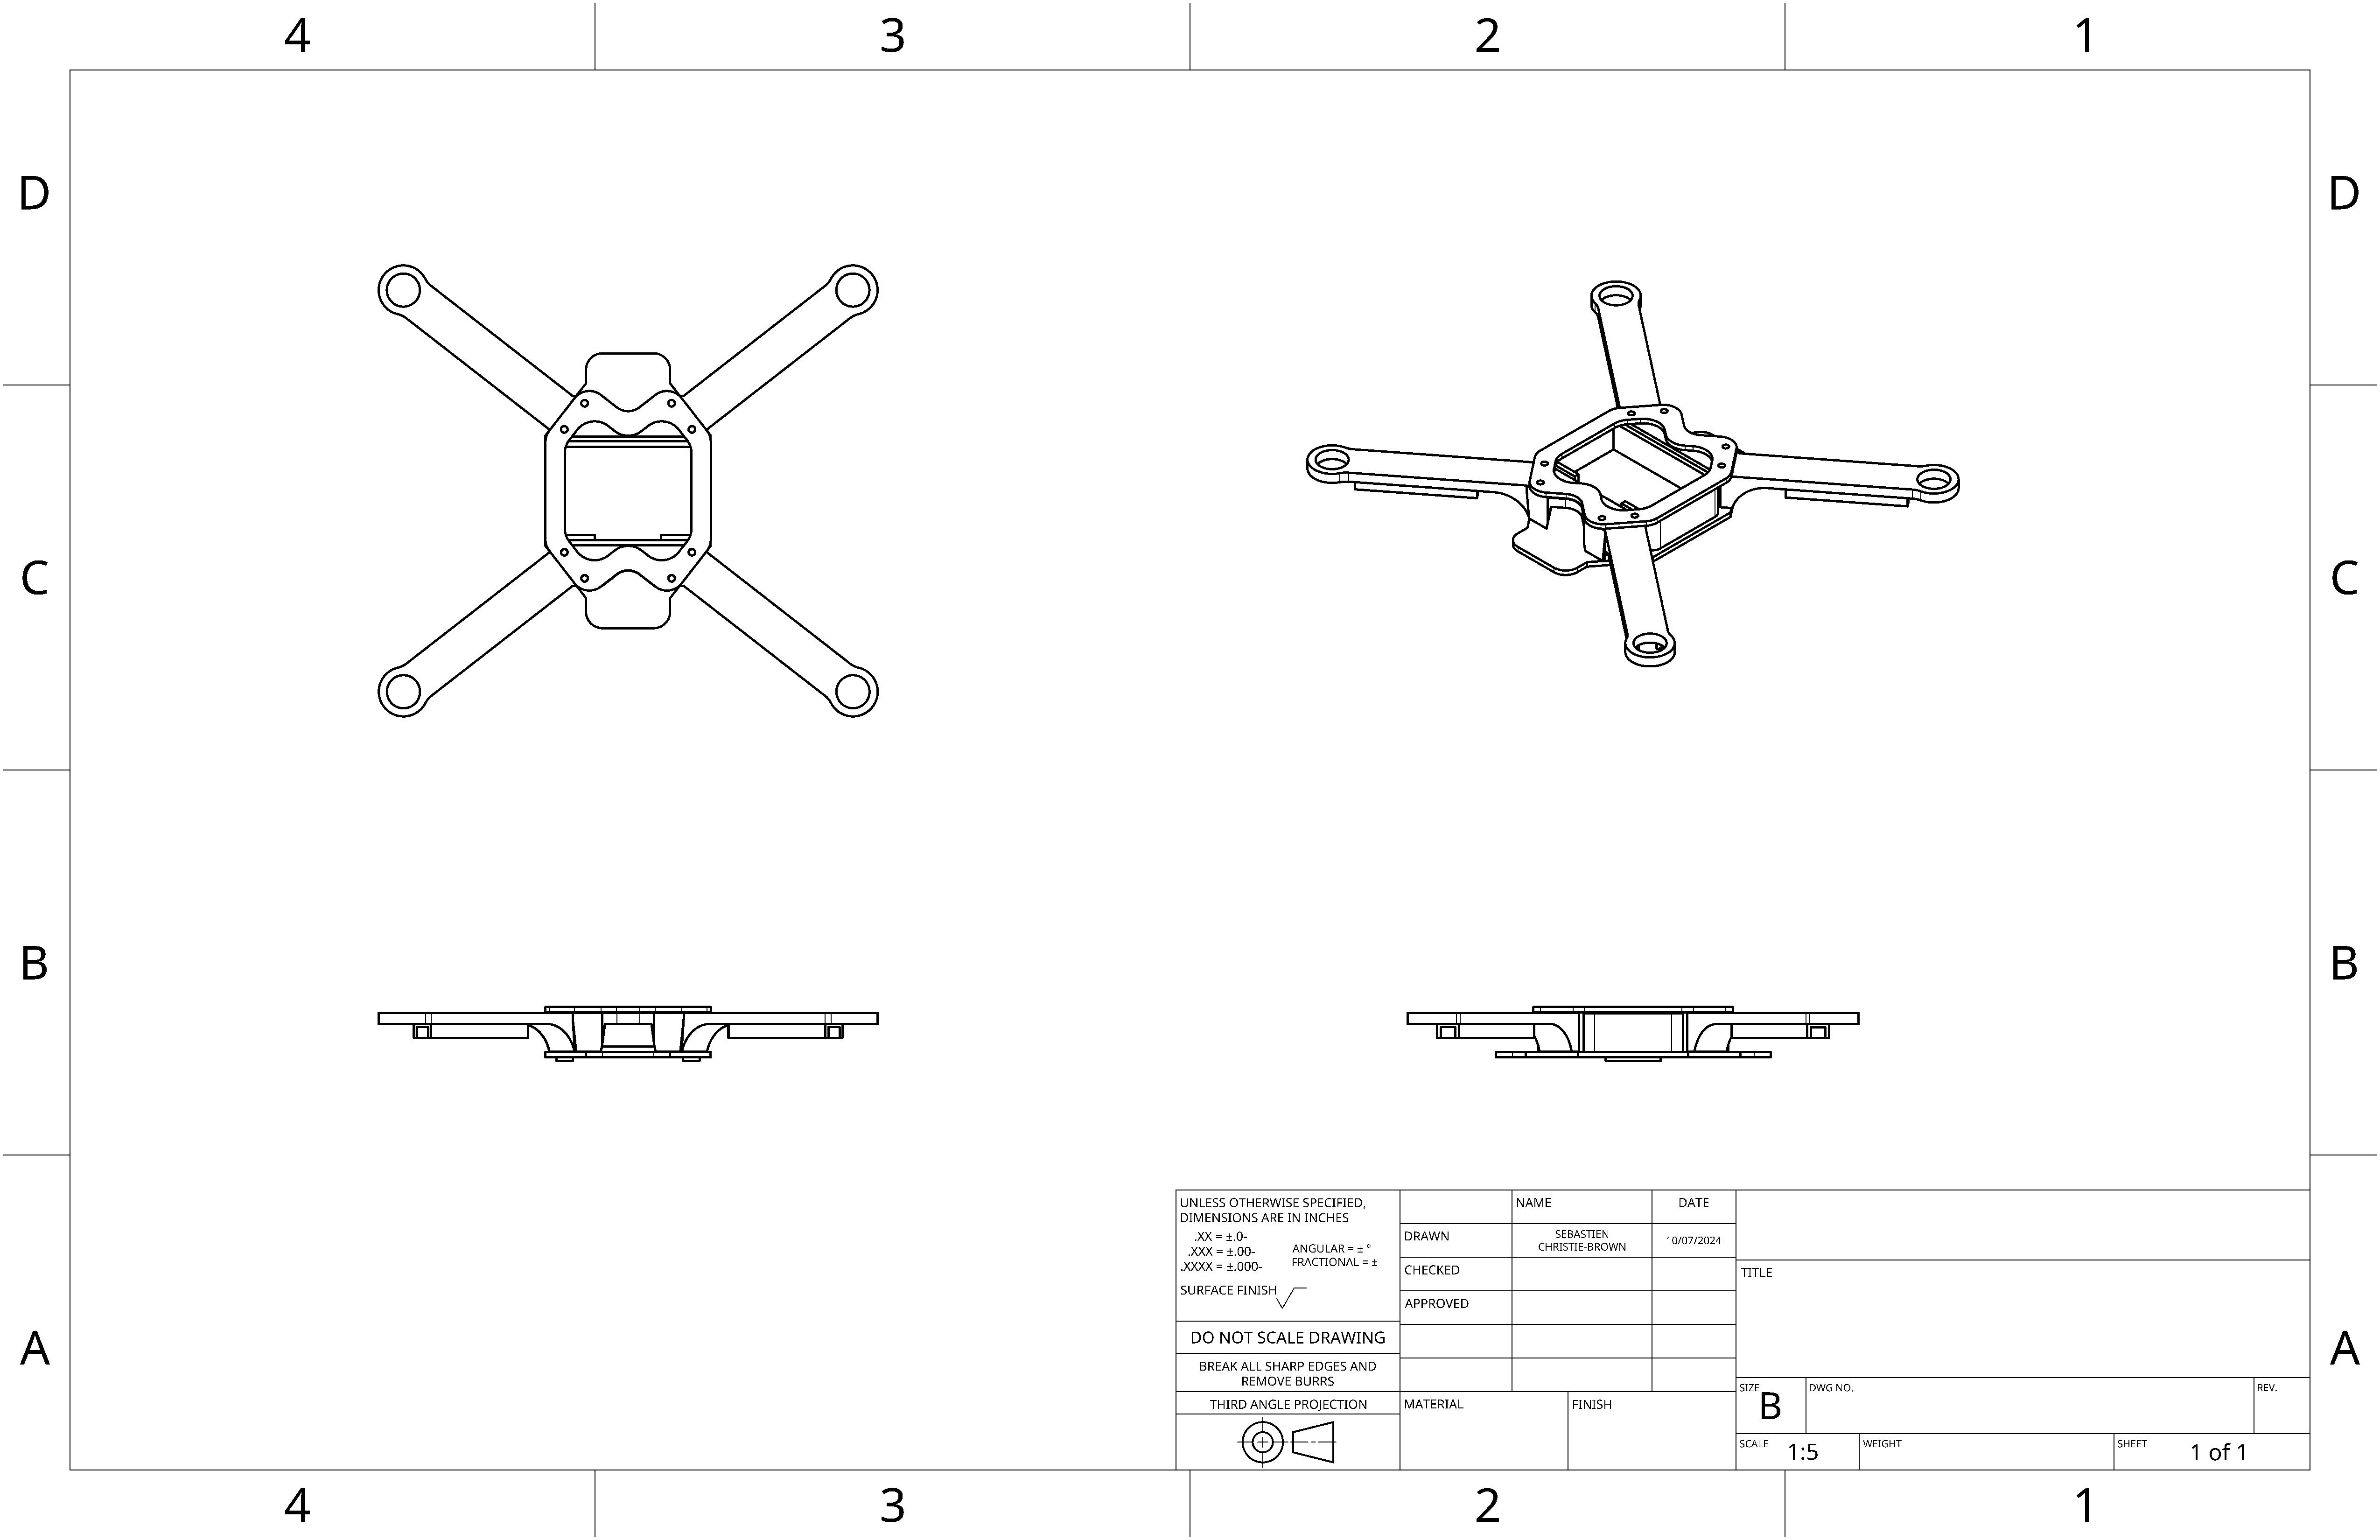 4 3 2 1
D D
C C
B B
A A
UNLESS OTHERWISE SPECIFIED,
DIMENSIONS ARE IN INCHES
.XX = ±.0-
.XXX = ±.00-
.XXXX = ±.000-
ANGULAR = ± °
FRACTIONAL = ±
SURFACE FINISH
DO NOT SCALE DRAWING
BREAK ALL SHARP EDGES AND
REMOVE BURRS
THIRD ANGLE PROJECTION
NAME DATE
DRAWN SEBASTIEN
CHRISTIE-BROWN 10/07/2024
CHECKED
APPROVED
MATERIAL FINISH
TITLE
SIZE B DWG NO. REV.
SCALE 1:5 WEIGHT SHEET 1 of 1
4 3 2 1